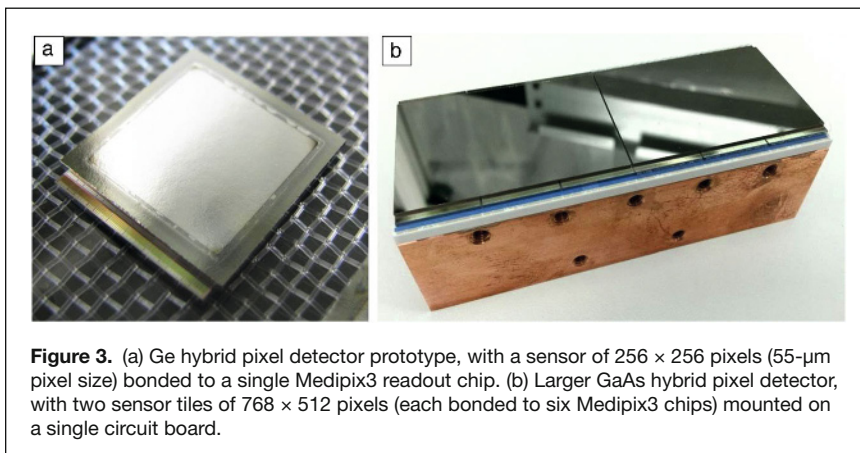 a
b
Figure 3. (a) Ge hybrid pixel detector prototype, with a sensor of 256 × 256 pixels (55-μm
pixel size) bonded to a single Medipix3 readout chip. (b) Larger GaAs hybrid pixel detector,
with two sensor tiles of 768 × 512 pixels (each bonded to six Medipix3 chips) mounted on
a single circuit board.